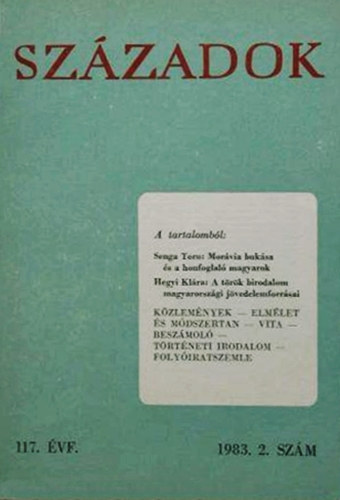 SZÁZADOK
A tartalomból:
Senga Toru: Morávia bukása
és a honfoglaló magyarok
Hegyi Klára: A török birodalom
magyarországi jövedelemforrásai
KÖZLEMÉNYEK — ELMÉLET
ÉS MÓDSZERTAN — VITA —
BESZÁMOLÓ —
TÖRTÉNETI IRODALOM —
FOLYÓIRATSZEMLE
117. ÉVF. 1983. 2. SZÁM